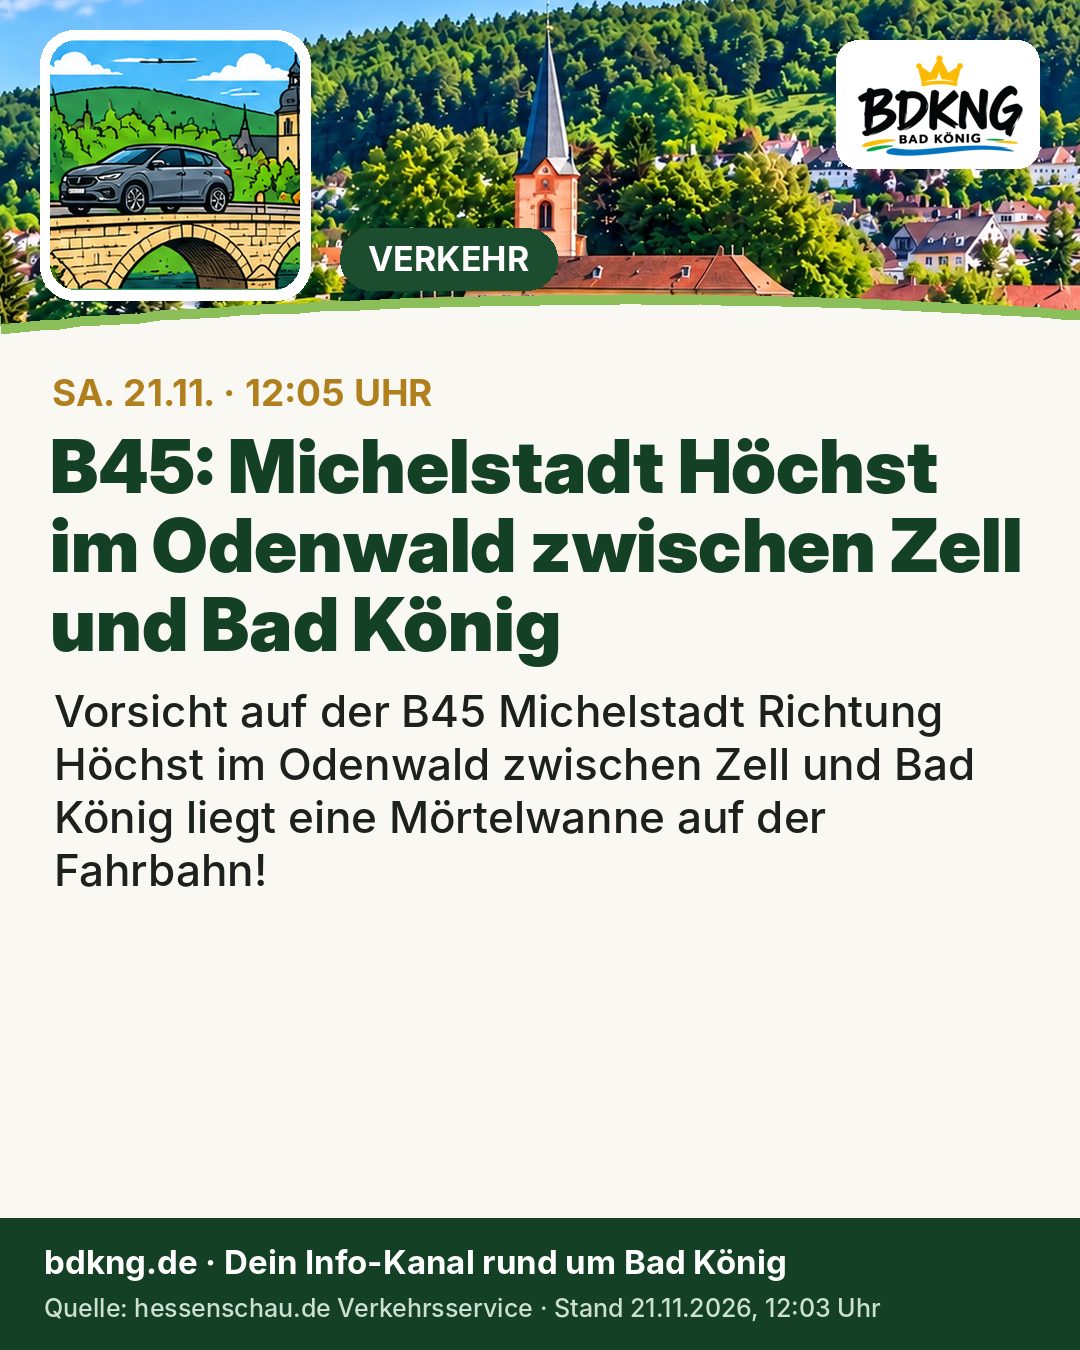 BDKNG
BAD KÖNIG
VERKEHR
SA. 21.11. · 12:05 UHR
B45: Michelstadt Höchst
im Odenwald zwischen Zell
und Bad König
Vorsicht auf der B45 Michelstadt Richtung
Höchst im Odenwald zwischen Zell und Bad
König liegt eine Mörtelwanne auf der
Fahrbahn!
bdkng.de · Dein Info-Kanal rund um Bad König
Quelle: hessenschau.de Verkehrsservice · Stand 21.11.2026, 12:03 Uhr